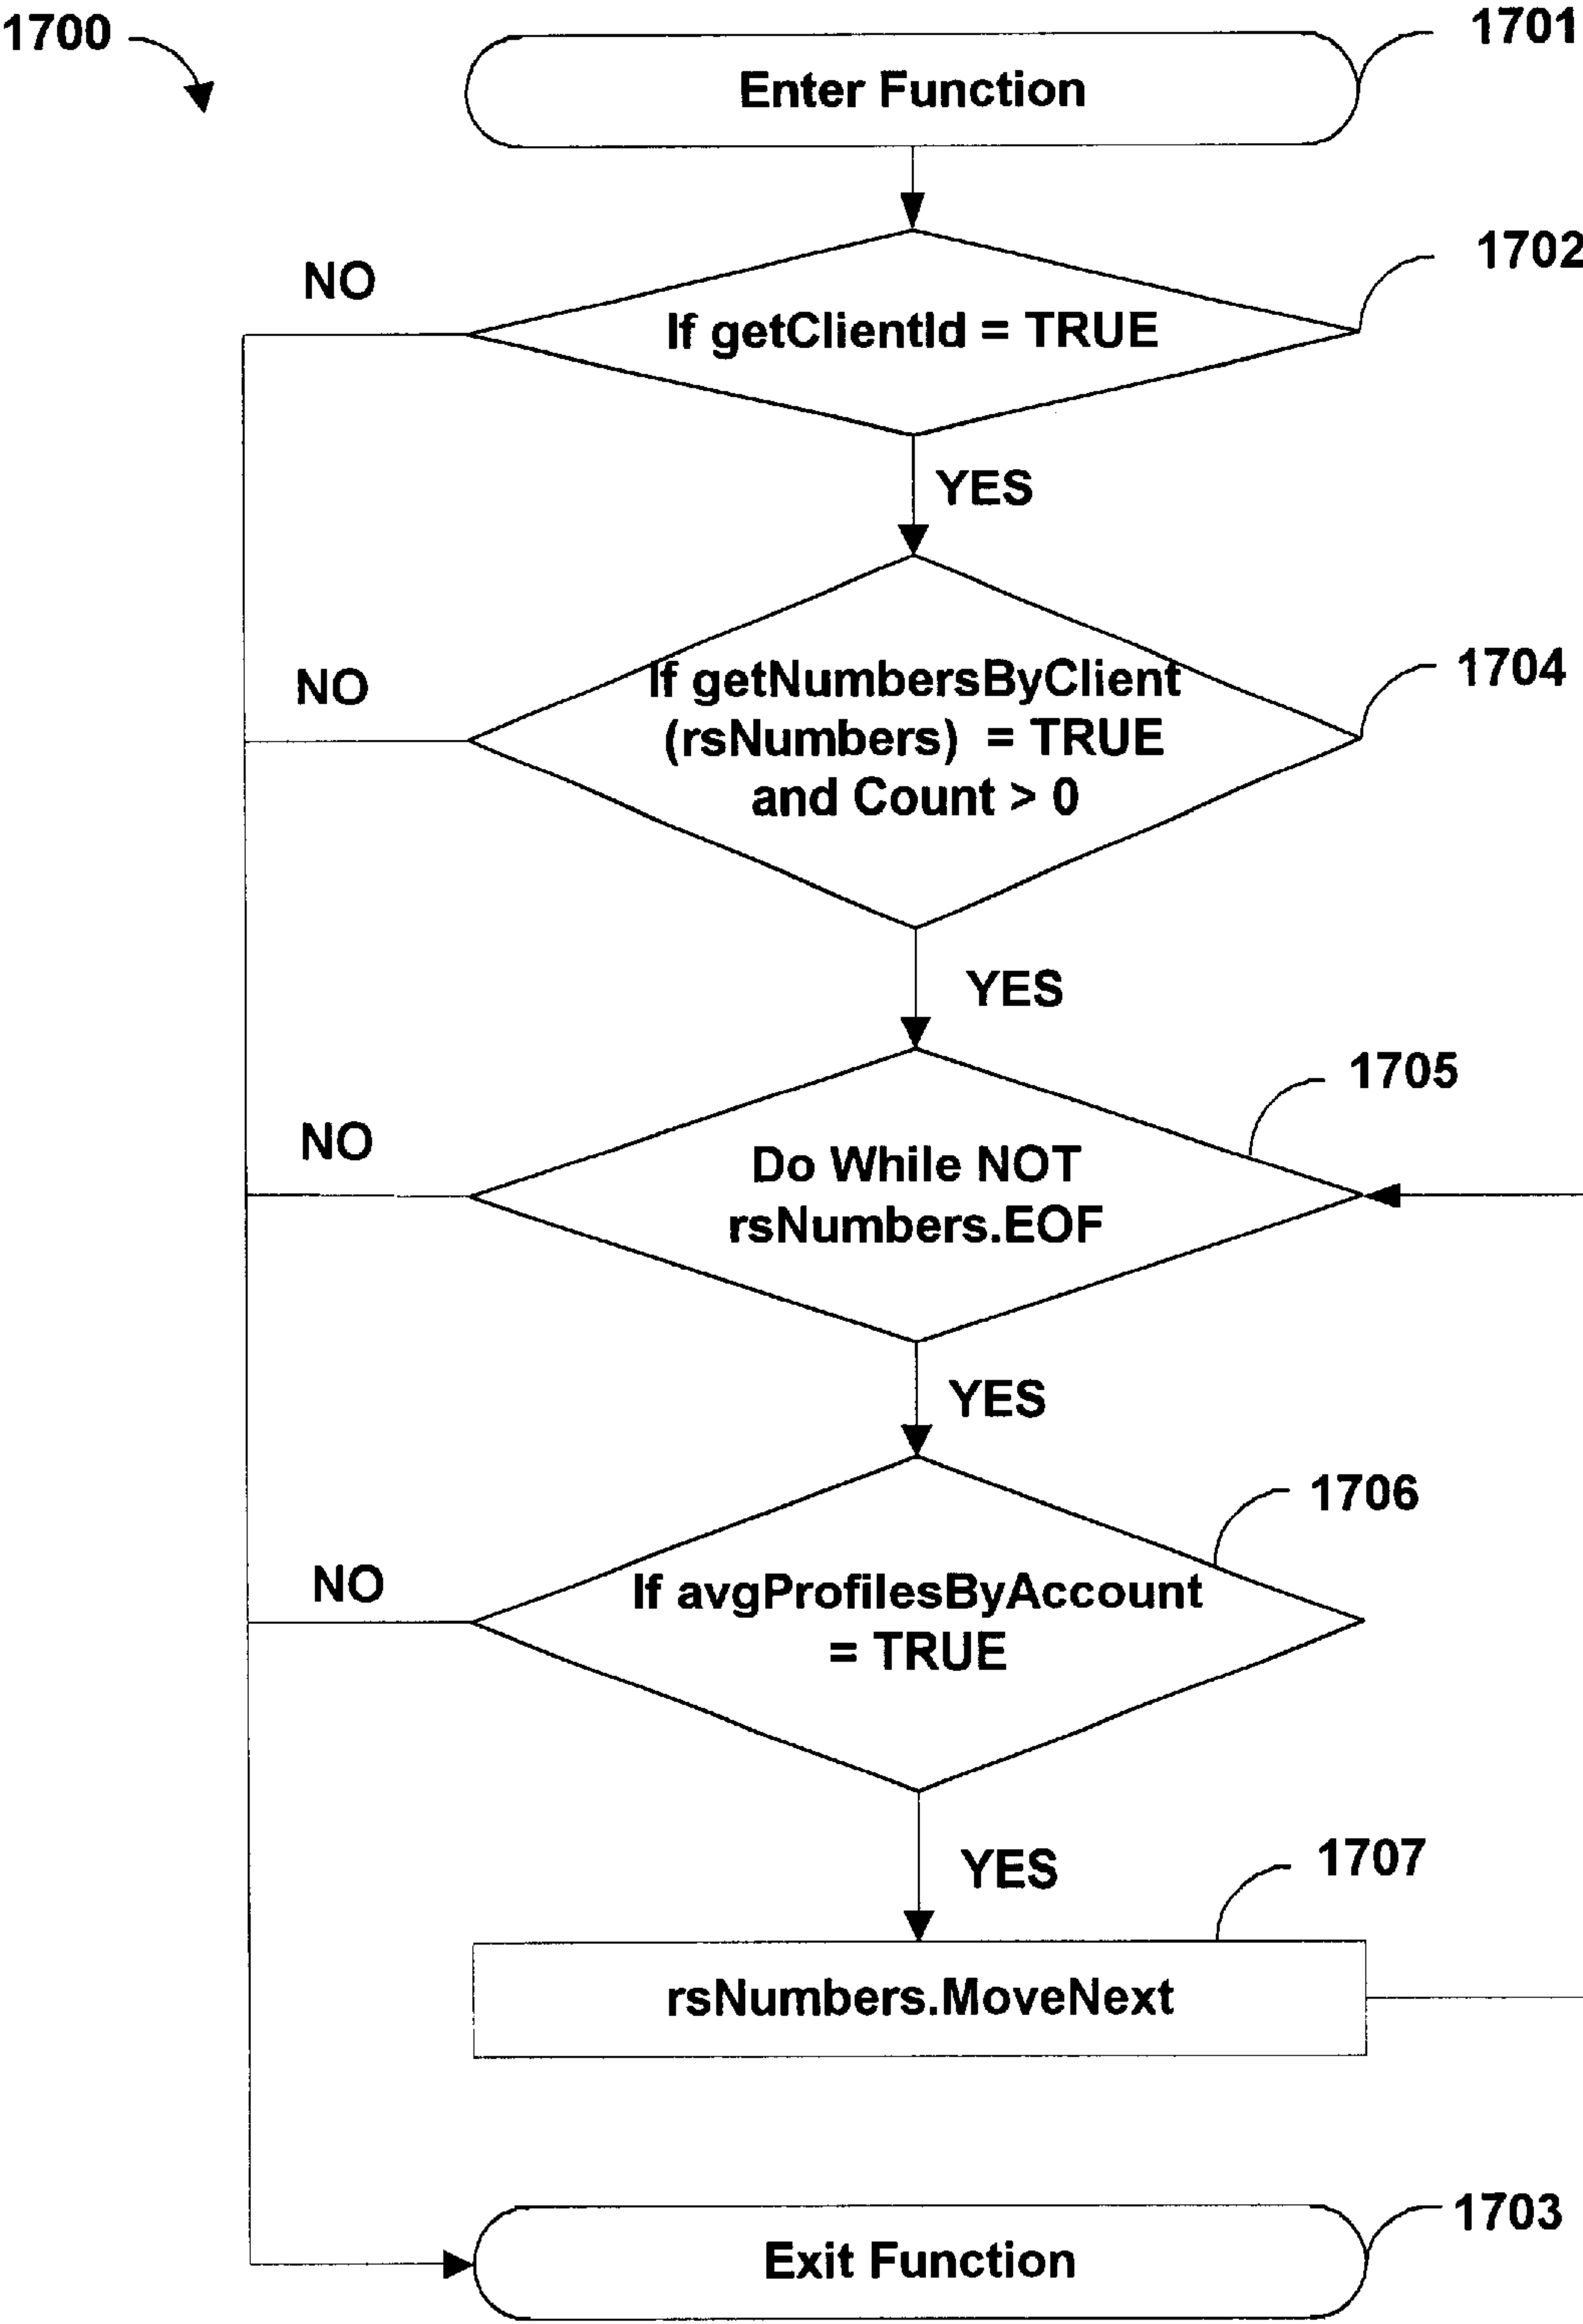 1700
1701
Enter Function
1702
NO
If getClientId = TRUE
YES
1704
NO
If getNumbersByClient
(rsNumbers) = TRUE
and Count > 0
YES
1705
NO
Do While NOT
rsNumbers.EOF
YES
1706
NO
If avgProfilesByAccount
= TRUE
YES
1707
rsNumbers.MoveNext
1703
Exit Function